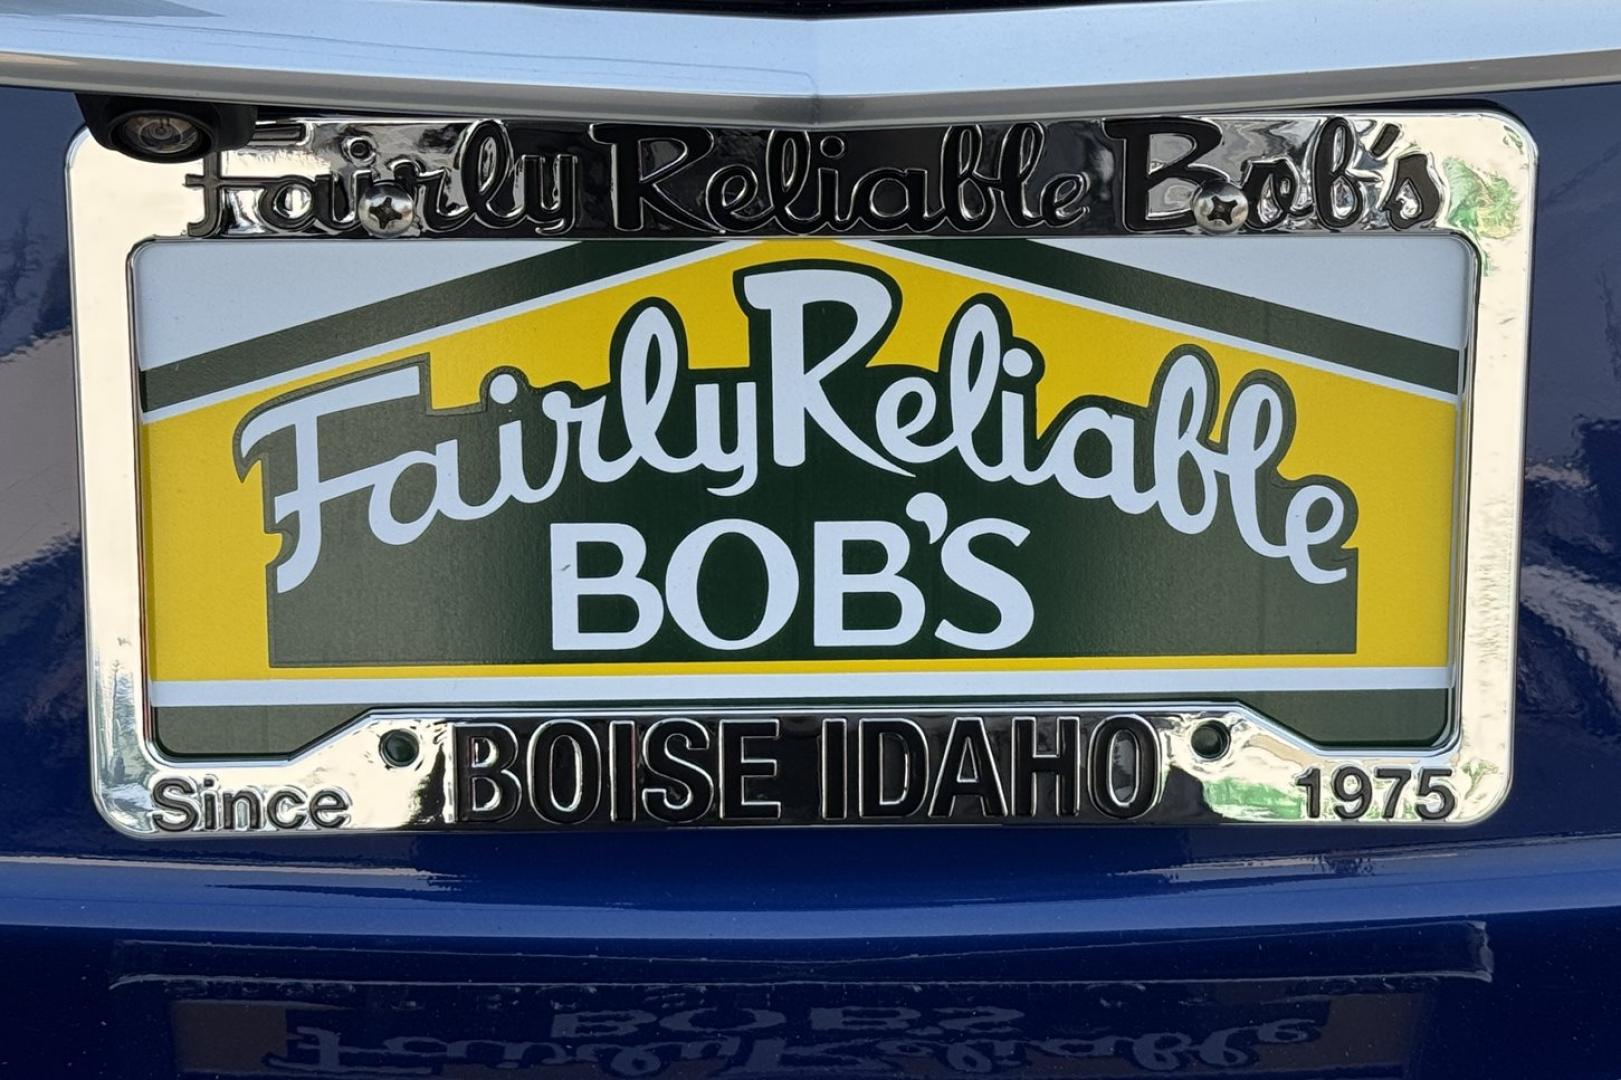 Fairly Reliable Bob's
Fairly Reliable
BOB'S
BOISE IDAHO
Since 1975